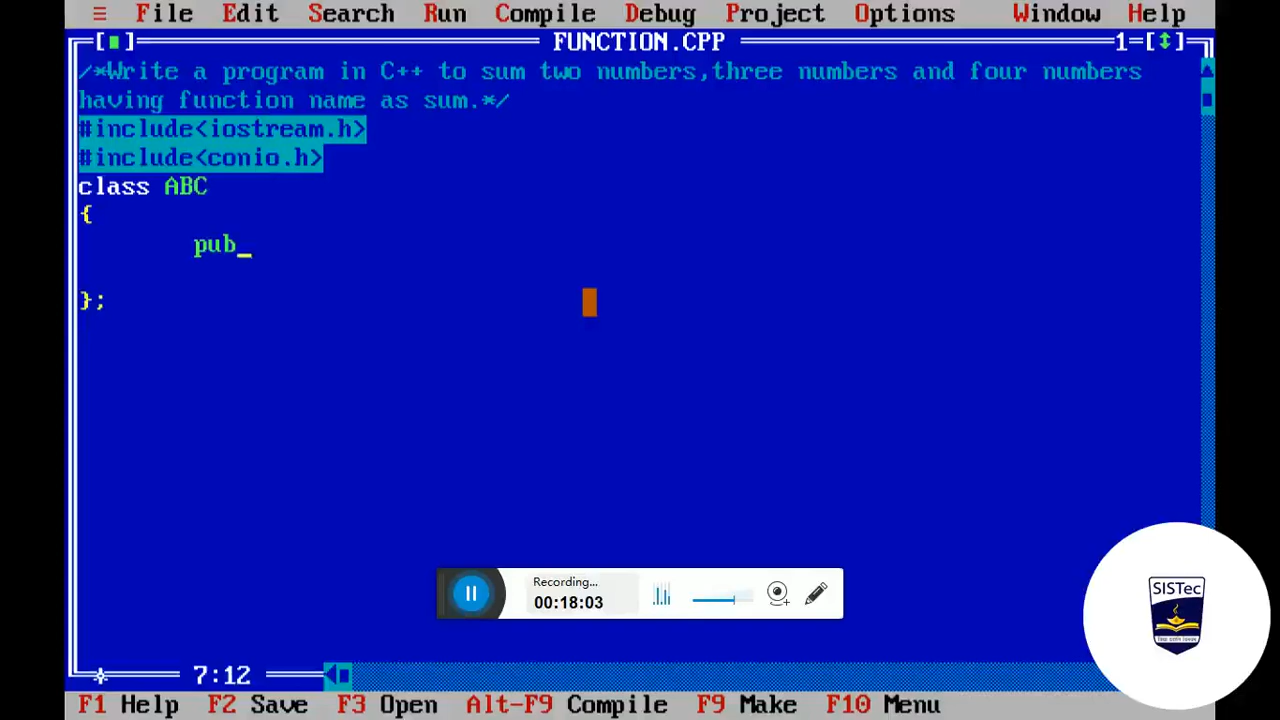 ≡ File Edit Search Run Compile Debug Project Options Window Help
[■] FUNCTION.CPP 1=[↕]
/*Write a program in C++ to sum two numbers,three numbers and four numbers
having function name as sum.*/
#include<iostream.h>
#include<conio.h>
class ABC
{
pub_
};
Recording...
00:18:03
SISTec
7:12
F1 Help F2 Save F3 Open Alt-F9 Compile F9 Make F10 Menu